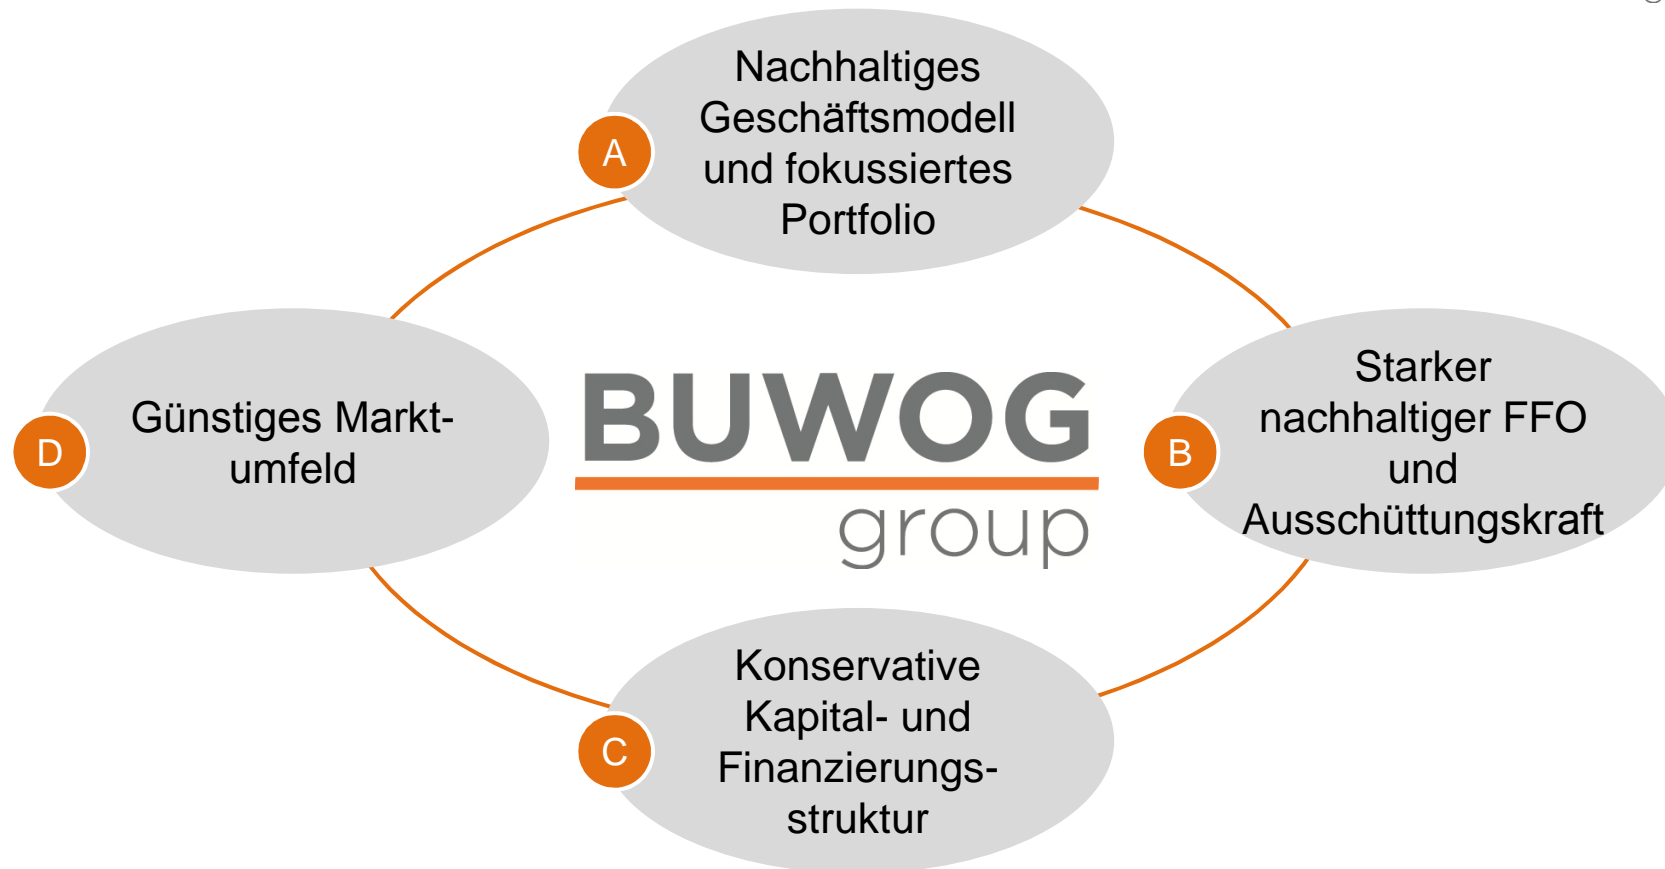 Nachhaltiges
Geschäftsmodell
und fokussiertes
Portfolio
A
Starker
nachhaltiger FFO
und
Ausschüttungskraft
B
Günstiges Markt-
umfeld
D
BUWOG
group
Konservative
Kapital- und
Finanzierungs-
struktur
C